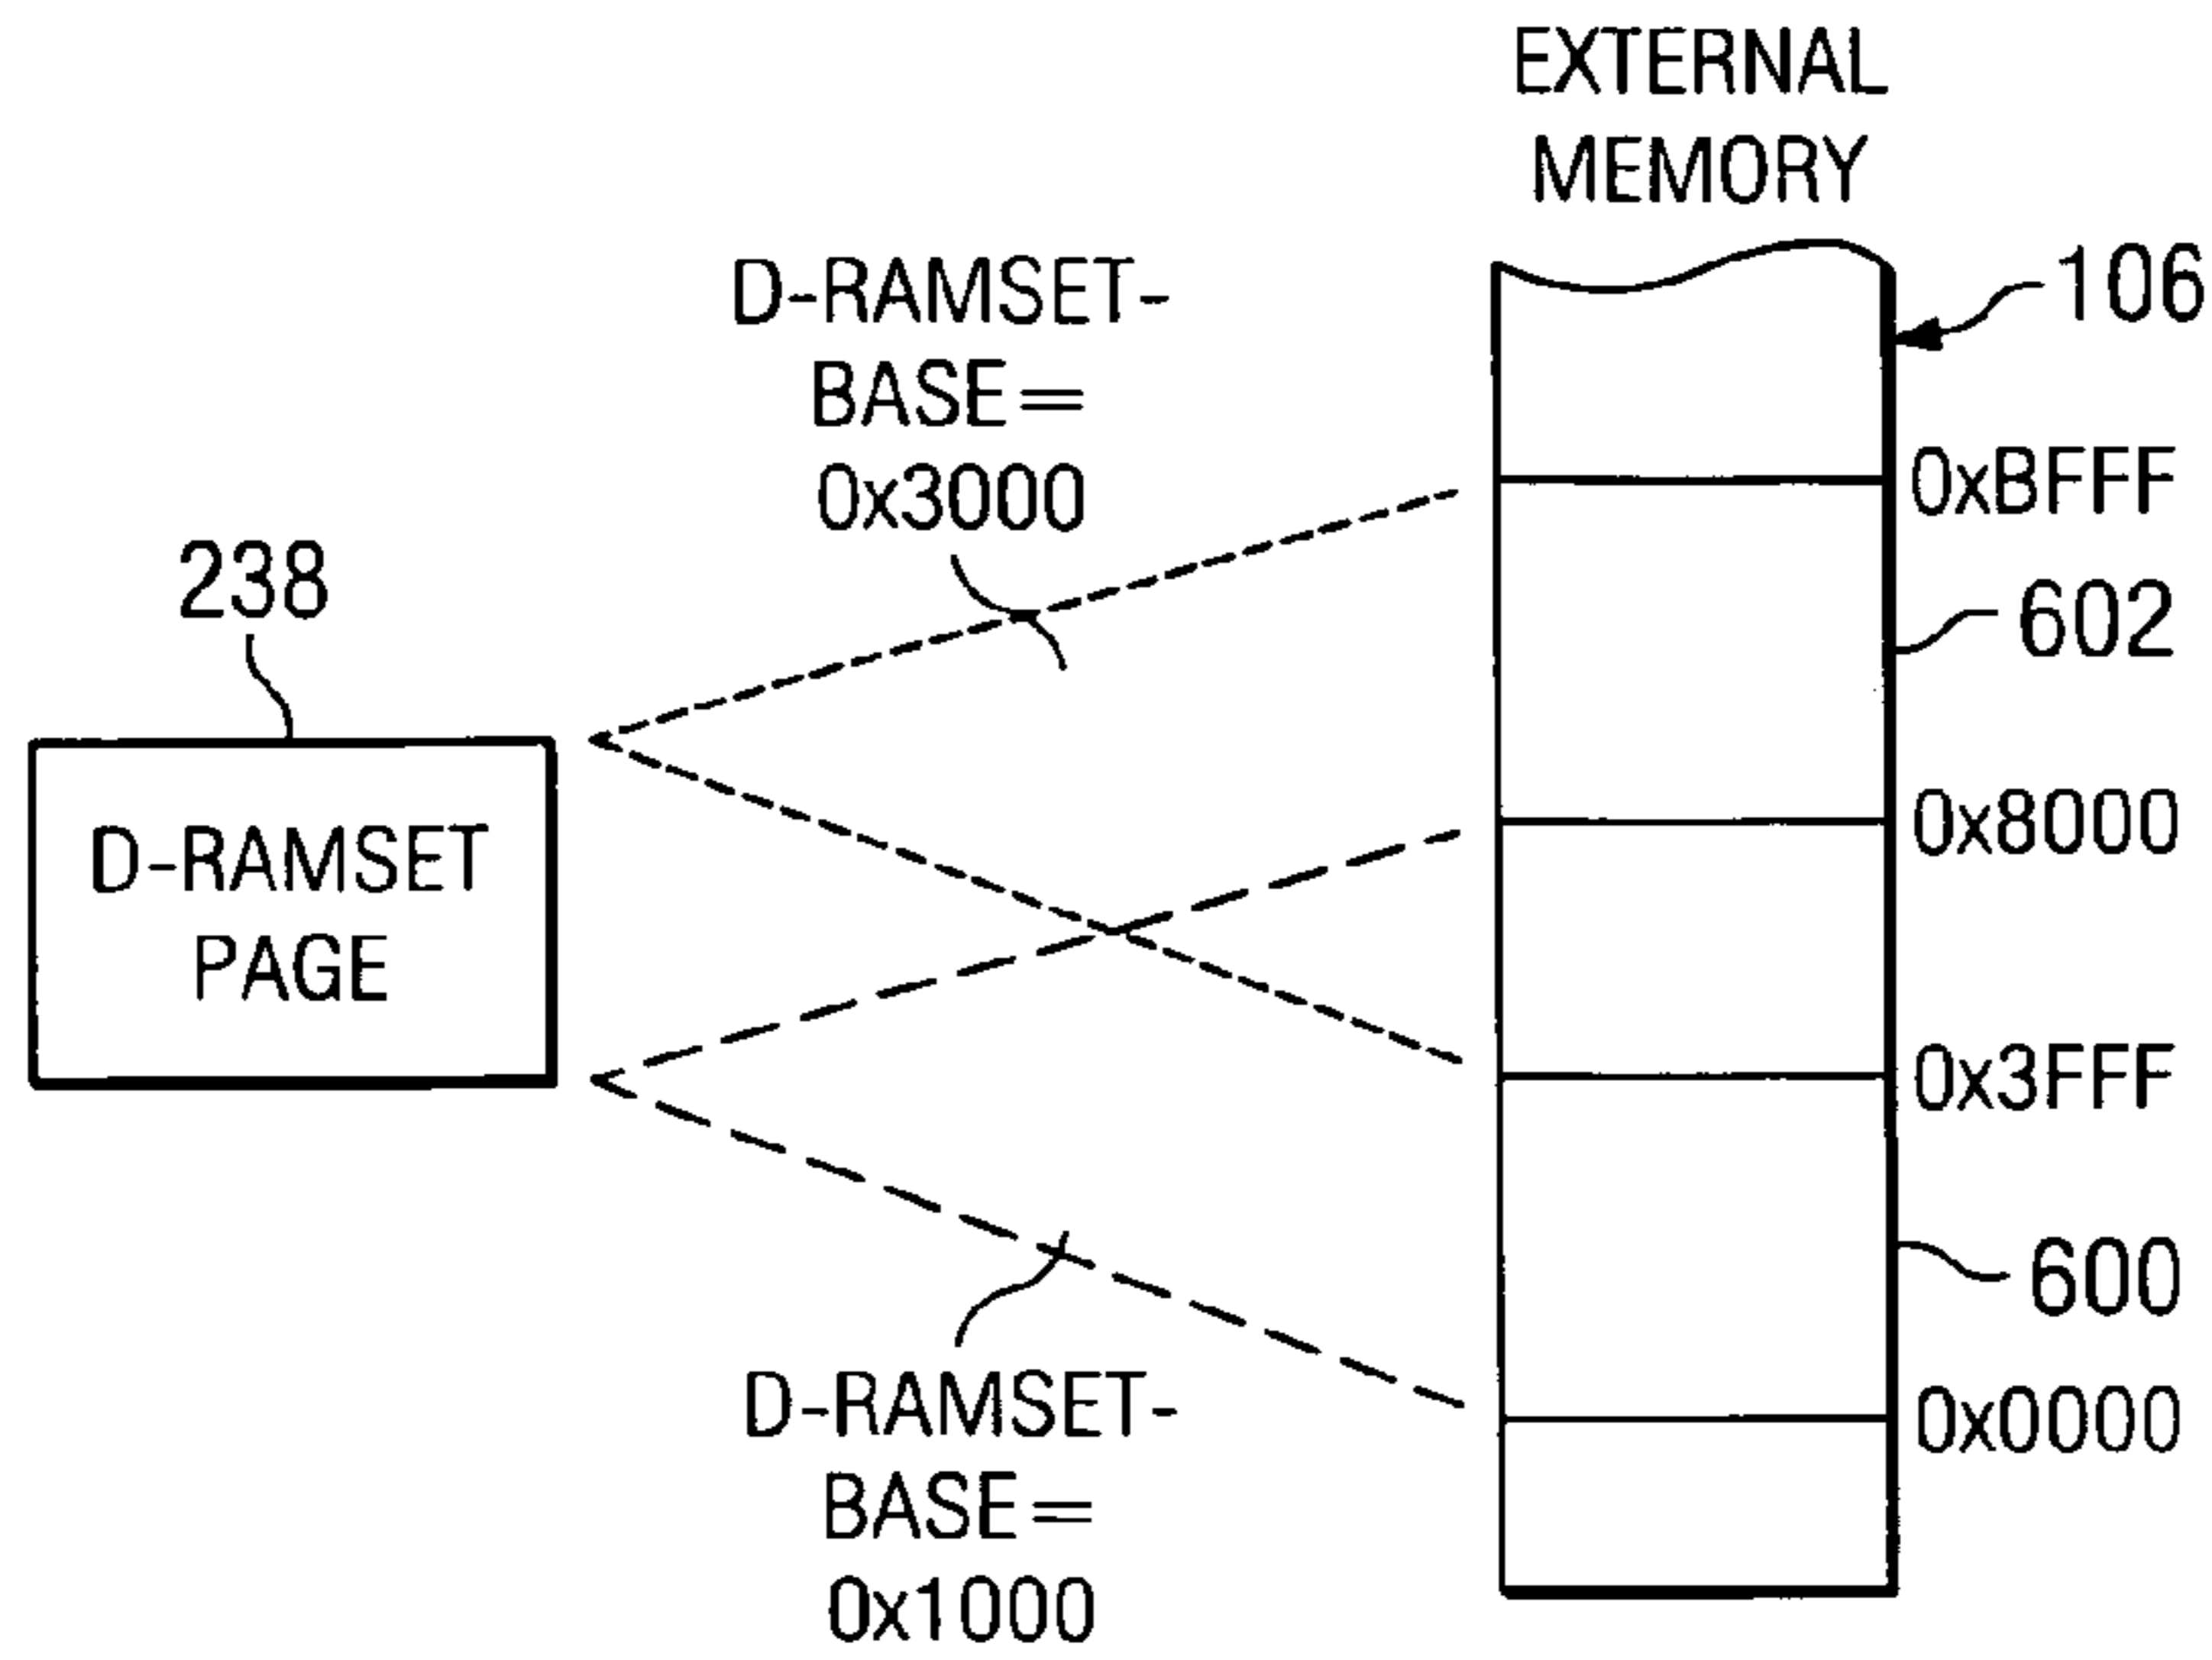 EXTERNAL
MEMORY
106
D-RAMSET-
BASE=
0x3000
0xBFFF
238
602
D-RAMSET
PAGE
0x8000
0x3FFF
600
D-RAMSET-
BASE=
0x1000
0x0000